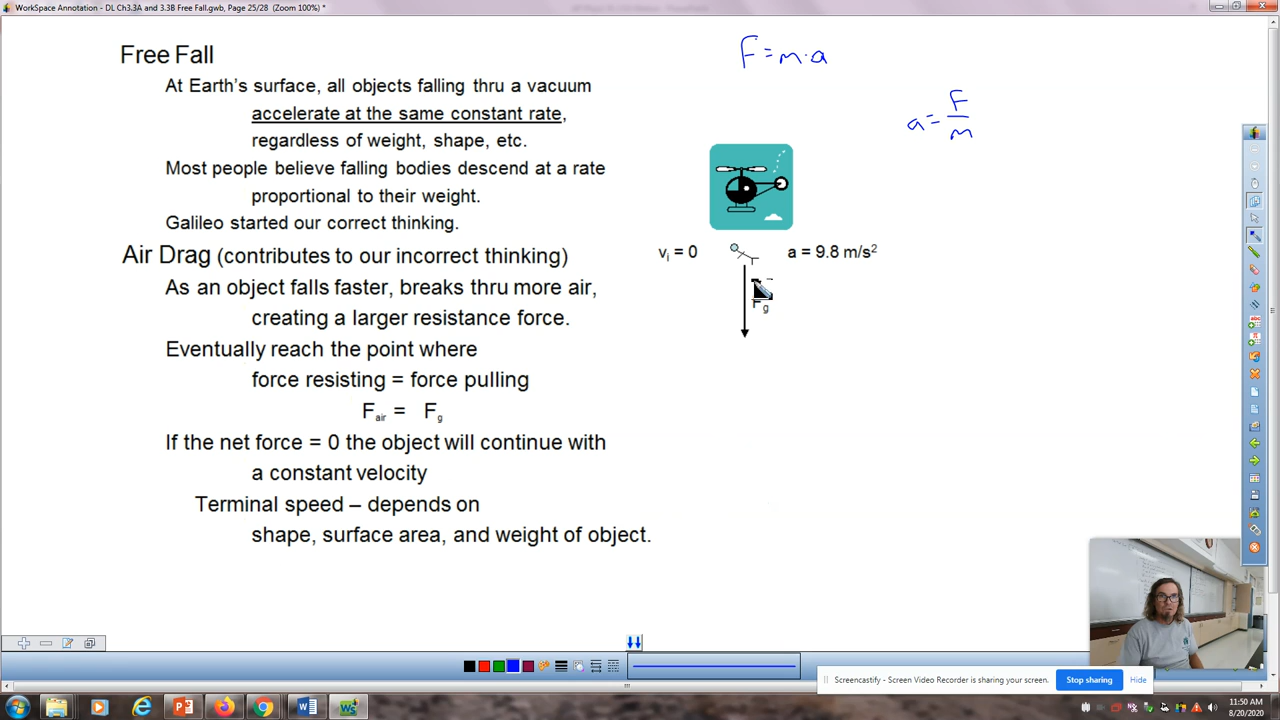 WorkSpace Annotation - DL Ch3.3A and 3.3B Free Fall.gwb, Page 25/28 (Zoom 100%) *
Free Fall
At Earth's surface, all objects falling thru a vacuum
accelerate at the same constant rate,
regardless of weight, shape, etc.
Most people believe falling bodies descend at a rate
proportional to their weight.
Galileo started our correct thinking.
Air Drag (contributes to our incorrect thinking)
As an object falls faster, breaks thru more air,
creating a larger resistance force.
Eventually reach the point where
force resisting = force pulling
Fair = Fg
If the net force = 0 the object will continue with
a constant velocity
Terminal speed – depends on
shape, surface area, and weight of object.
F = m·a
a = F/m
vi = 0
a = 9.8 m/s²
Fg
Screencastify - Screen Video Recorder is sharing your screen.
Stop sharing
Hide
11:50 AM
8/20/2020